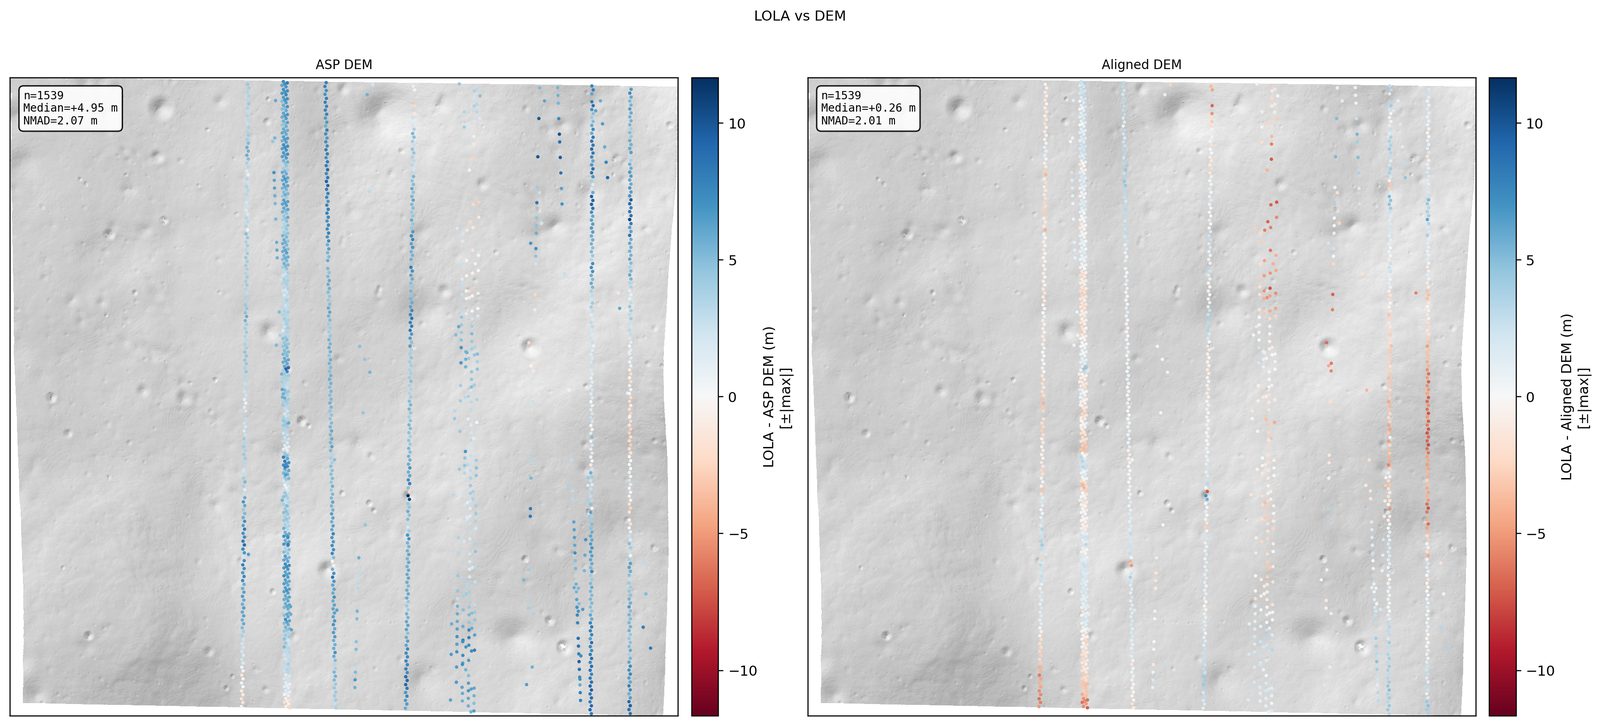 LOLA vs DEM
ASP DEM
n=1539
Median=+4.95 m
NMAD=2.07 m
10
5
0
−5
−10
LOLA - ASP DEM (m)
[±|max|]
Aligned DEM
n=1539
Median=+0.26 m
NMAD=2.01 m
10
5
0
−5
−10
LOLA - Aligned DEM (m)
[±|max|]